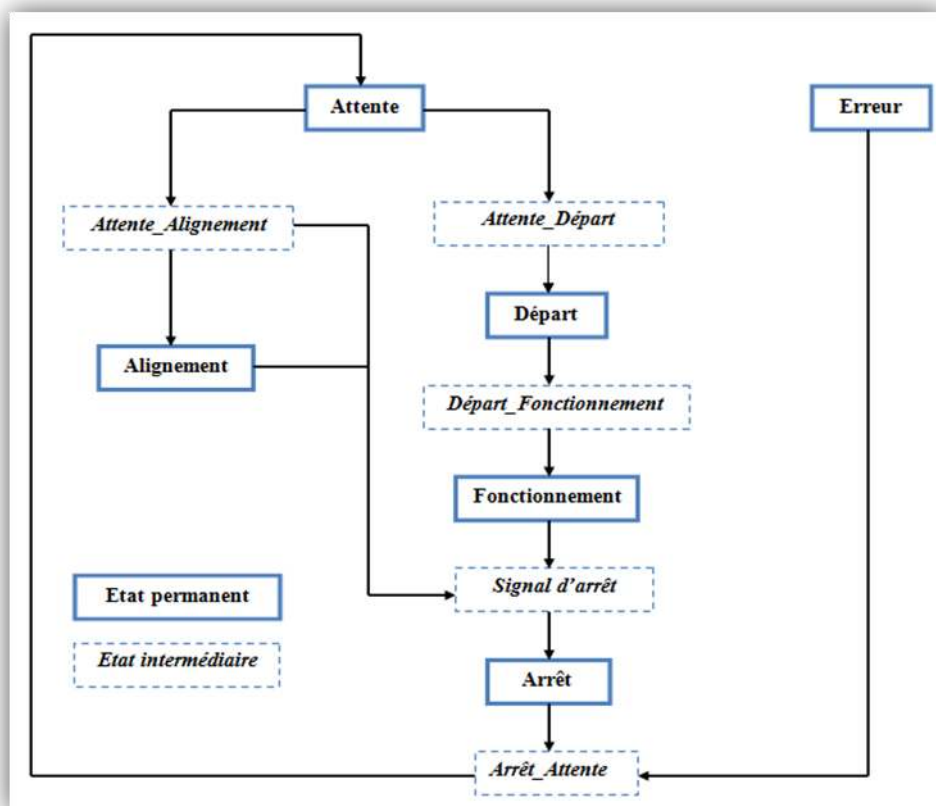 Attente
Erreur
Attente_Alignement
Attente_Départ
Départ
Alignement
Départ_Fonctionnement
Fonctionnement
Signal d'arrêt
Etat permanent
Etat intermédiaire
Arrêt
Arrêt_Attente